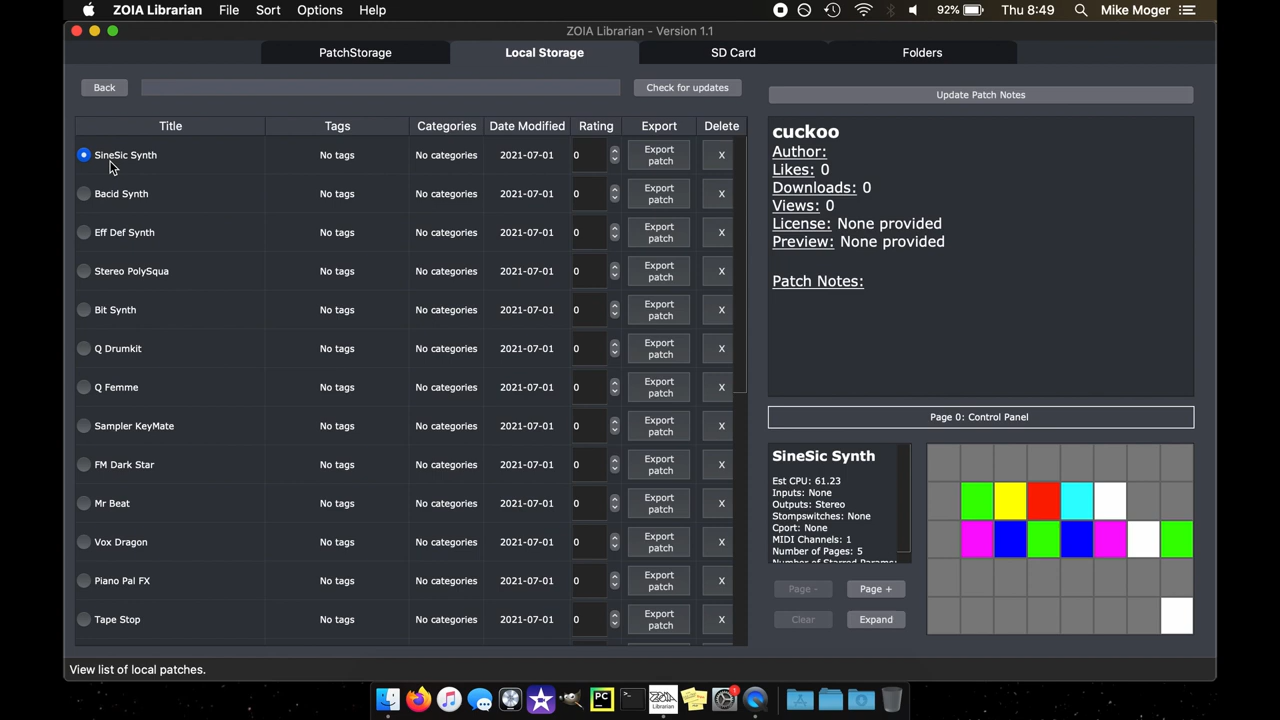 ZOIA Librarian File Sort Options Help 92% Thu 8:49 Mike Moger
ZOIA Librarian - Version 1.1
PatchStorage Local Storage SD Card Folders
Back Check for updates Update Patch Notes
Title Tags Categories Date Modified Rating Export Delete
SineSic Synth No tags No categories 2021-07-01 0 Export patch X
Bacid Synth No tags No categories 2021-07-01 0 Export patch X
Eff Def Synth No tags No categories 2021-07-01 0 Export patch X
Stereo PolySqua No tags No categories 2021-07-01 0 Export patch X
Bit Synth No tags No categories 2021-07-01 0 Export patch X
Q Drumkit No tags No categories 2021-07-01 0 Export patch X
Q Femme No tags No categories 2021-07-01 0 Export patch X
Sampler KeyMate No tags No categories 2021-07-01 0 Export patch X
FM Dark Star No tags No categories 2021-07-01 0 Export patch X
Mr Beat No tags No categories 2021-07-01 0 Export patch X
Vox Dragon No tags No categories 2021-07-01 0 Export patch X
Piano Pal FX No tags No categories 2021-07-01 0 Export patch X
Tape Stop No tags No categories 2021-07-01 0 Export patch X
cuckoo
Author:
Likes: 0
Downloads: 0
Views: 0
License: None provided
Preview: None provided
Patch Notes:
Page 0: Control Panel
SineSic Synth
Est CPU: 61.23
Inputs: None
Outputs: Stereo
Stompswitches: None
Cport: None
MIDI Channels: 1
Number of Pages: 5
Number of Starred Params:
Page - Page +
Clear Expand
View list of local patches.
PC
ZOIA
Librarian
1